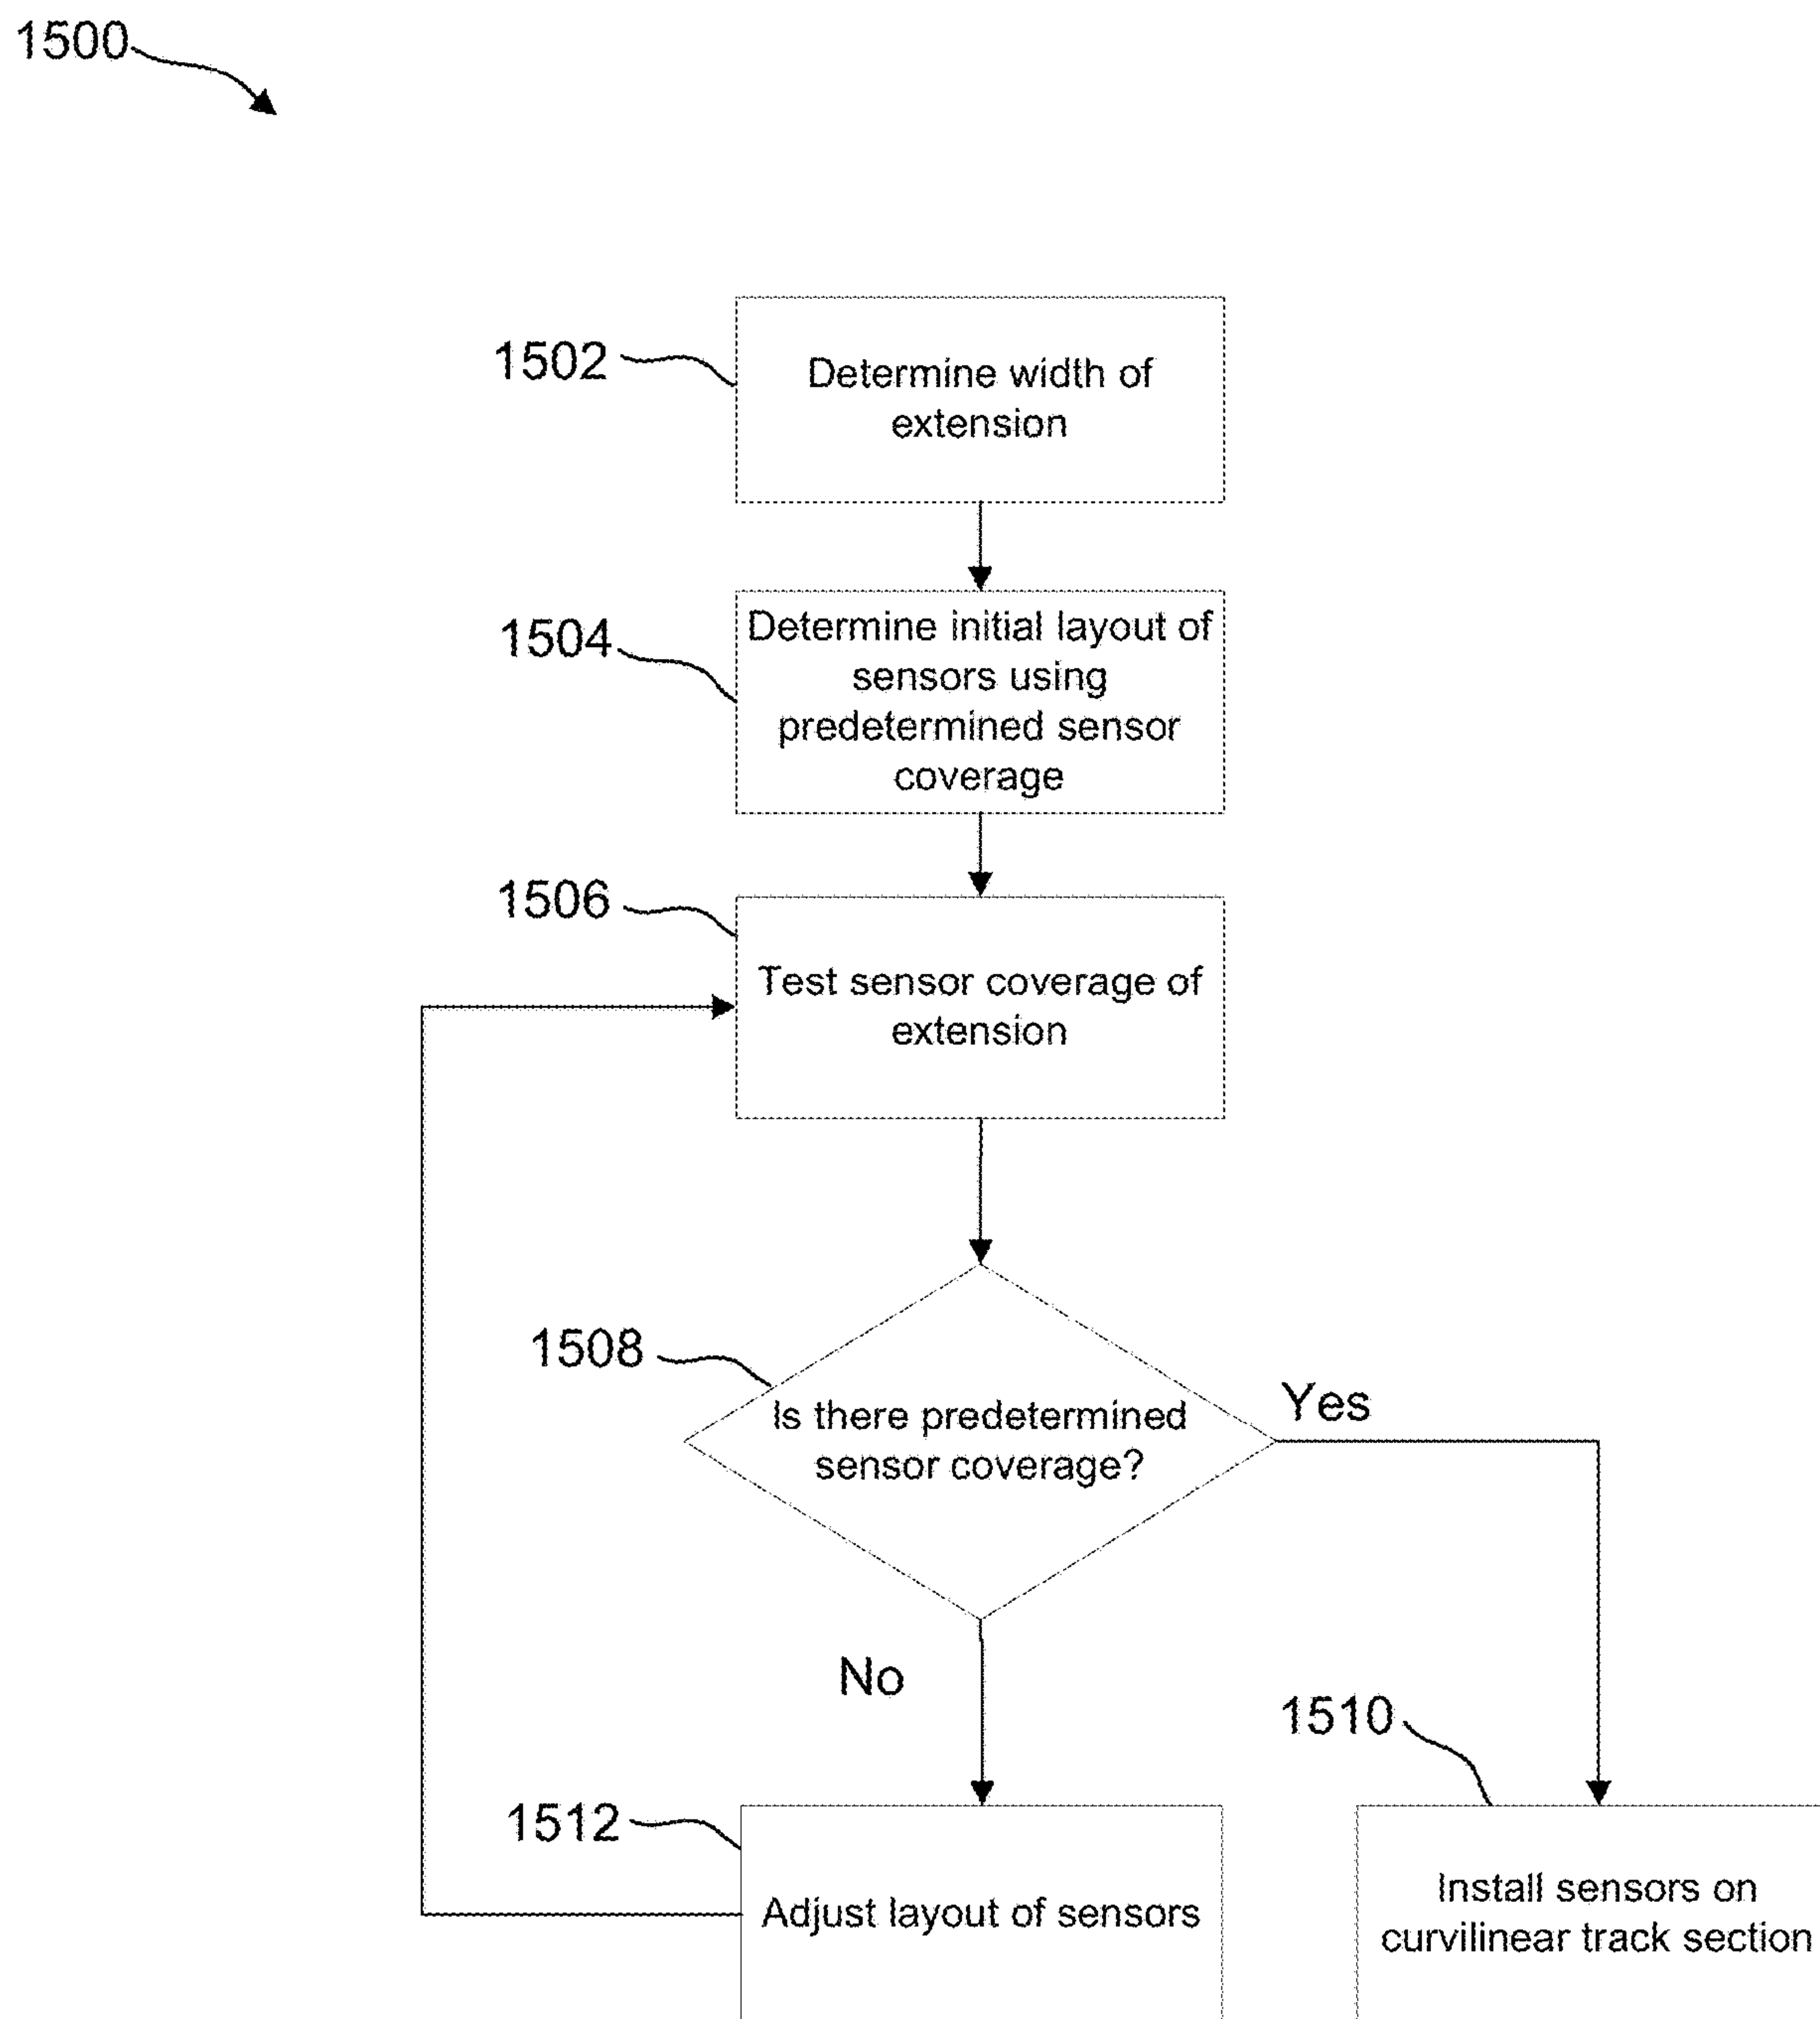 1500
1502
Determine width of
extension
1504
Determine initial layout of
sensors using
predetermined sensor
coverage
1506
Test sensor coverage of
extension
1508
Is there predetermined
sensor coverage?
Yes
No
1510
1512
Adjust layout of sensors
Install sensors on
curvilinear track section